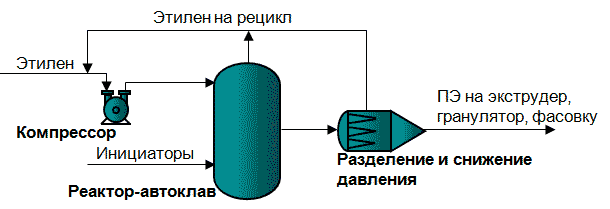 Этилен на рецикл
Этилен
Компрессор
Инициаторы
Реактор-автоклав
ПЭ на экструдер,
гранулятор, фасовку
Разделение и снижение
давления